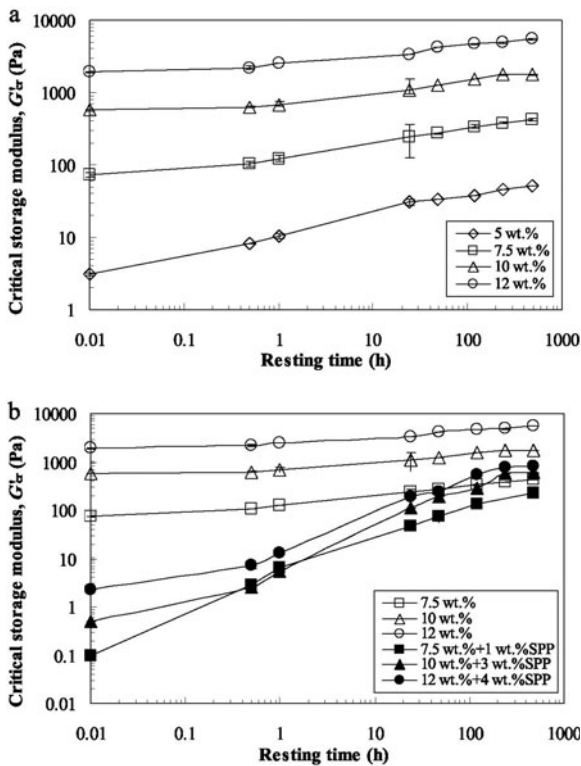 a
Critical storage modulus, G'cr (Pa)
10000
1000
100
10
1
5 wt.%
7.5 wt.%
10 wt.%
12 wt.%
0.01 0.1 1 10 100 1000
Resting time (h)
b
Critical storage modulus, G'cr (Pa)
10000
1000
100
10
1
0.1
0.01
7.5 wt.%
10 wt.%
12 wt.%
7.5 wt.%+1 wt.%SPP
10 wt.%+3 wt.%SPP
12 wt.%+4 wt.%SPP
0.01 0.1 1 10 100 1000
Resting time (h)